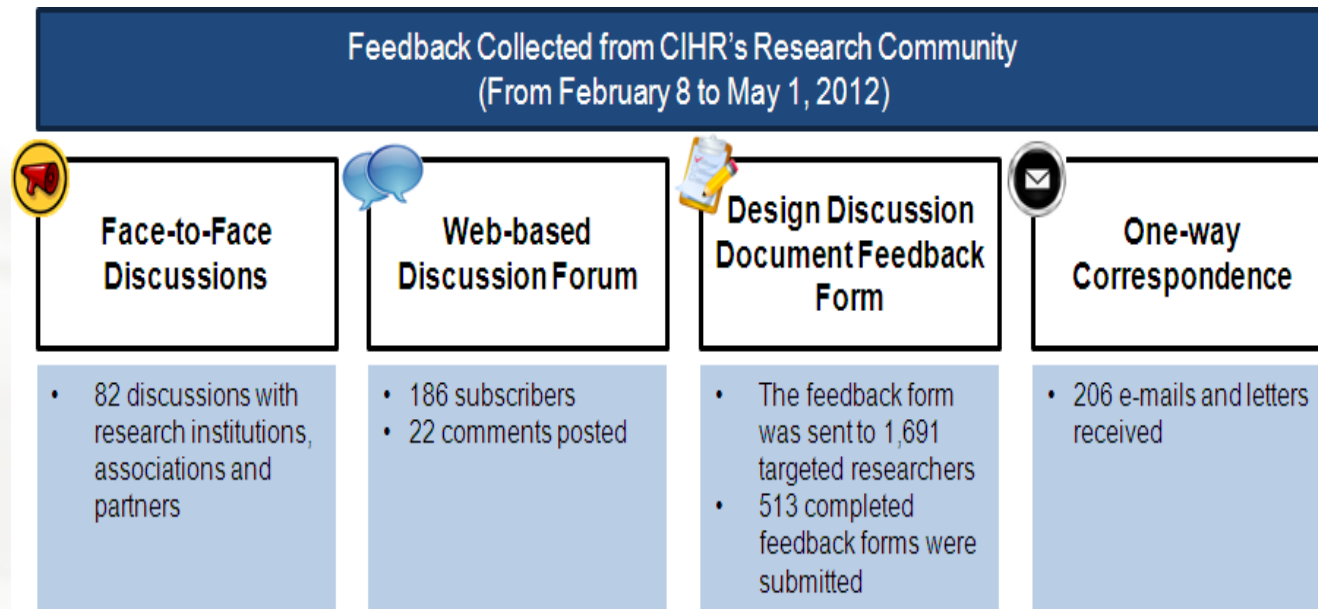 Feedback Collected from CIHR's Research Community
(From February 8 to May 1, 2012)
Face-to-Face
Discussions
• 82 discussions with
research institutions,
associations and
partners
Web-based
Discussion Forum
• 186 subscribers
• 22 comments posted
Design Discussion
Document Feedback
Form
• The feedback form
was sent to 1,691
targeted researchers
• 513 completed
feedback forms were
submitted
One-way
Correspondence
• 206 e-mails and letters
received